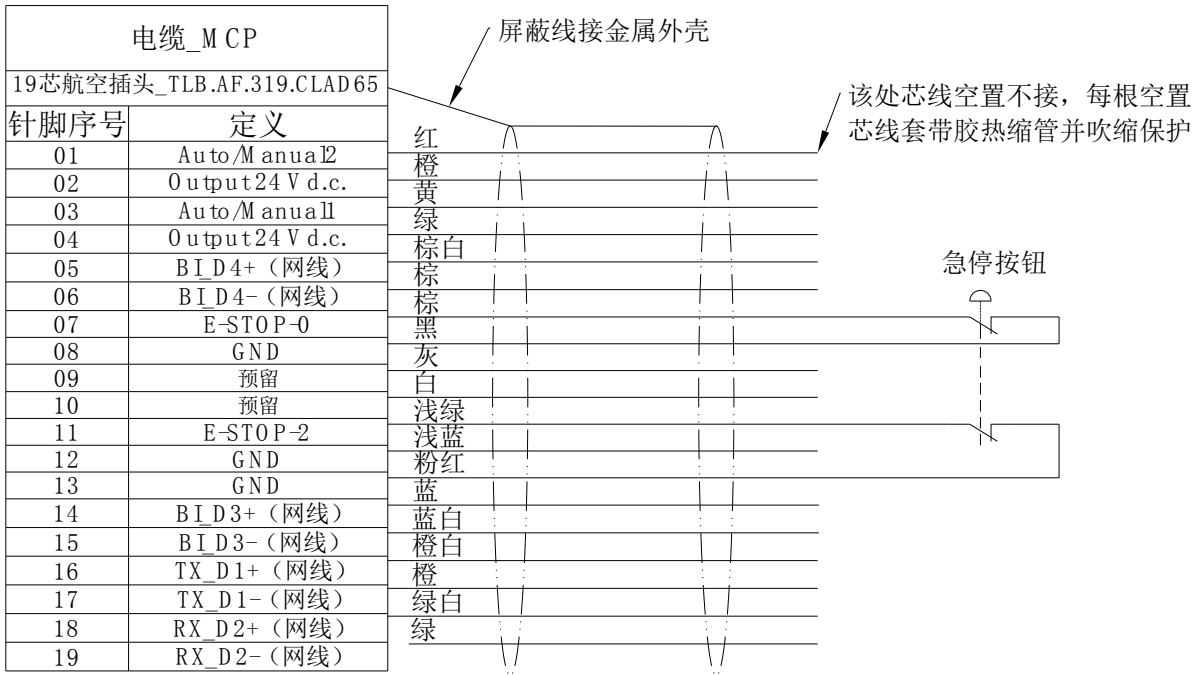 电缆_MCP
19芯航空插头_TLB.AF.319.CLAD65
针脚序号 定义
01 Auto/Manual2
02 Output24Vd.c.
03 Auto/Manual1
04 Output24Vd.c.
05 BI_D4+（网线）
06 BI_D4-（网线）
07 E-STOP-0
08 GND
09 预留
10 预留
11 E-STOP-2
12 GND
13 GND
14 BI_D3+（网线）
15 BI_D3-（网线）
16 TX_D1+（网线）
17 TX_D1-（网线）
18 RX_D2+（网线）
19 RX_D2-（网线）
屏蔽线接金属外壳
该处芯线空置不接，每根空置
芯线套带胶热缩管并吹缩保护
红
橙
黄
绿
棕白
棕
棕
黑
灰
白
浅绿
浅蓝
粉红
蓝
蓝白
橙白
橙
绿白
绿
急停按钮